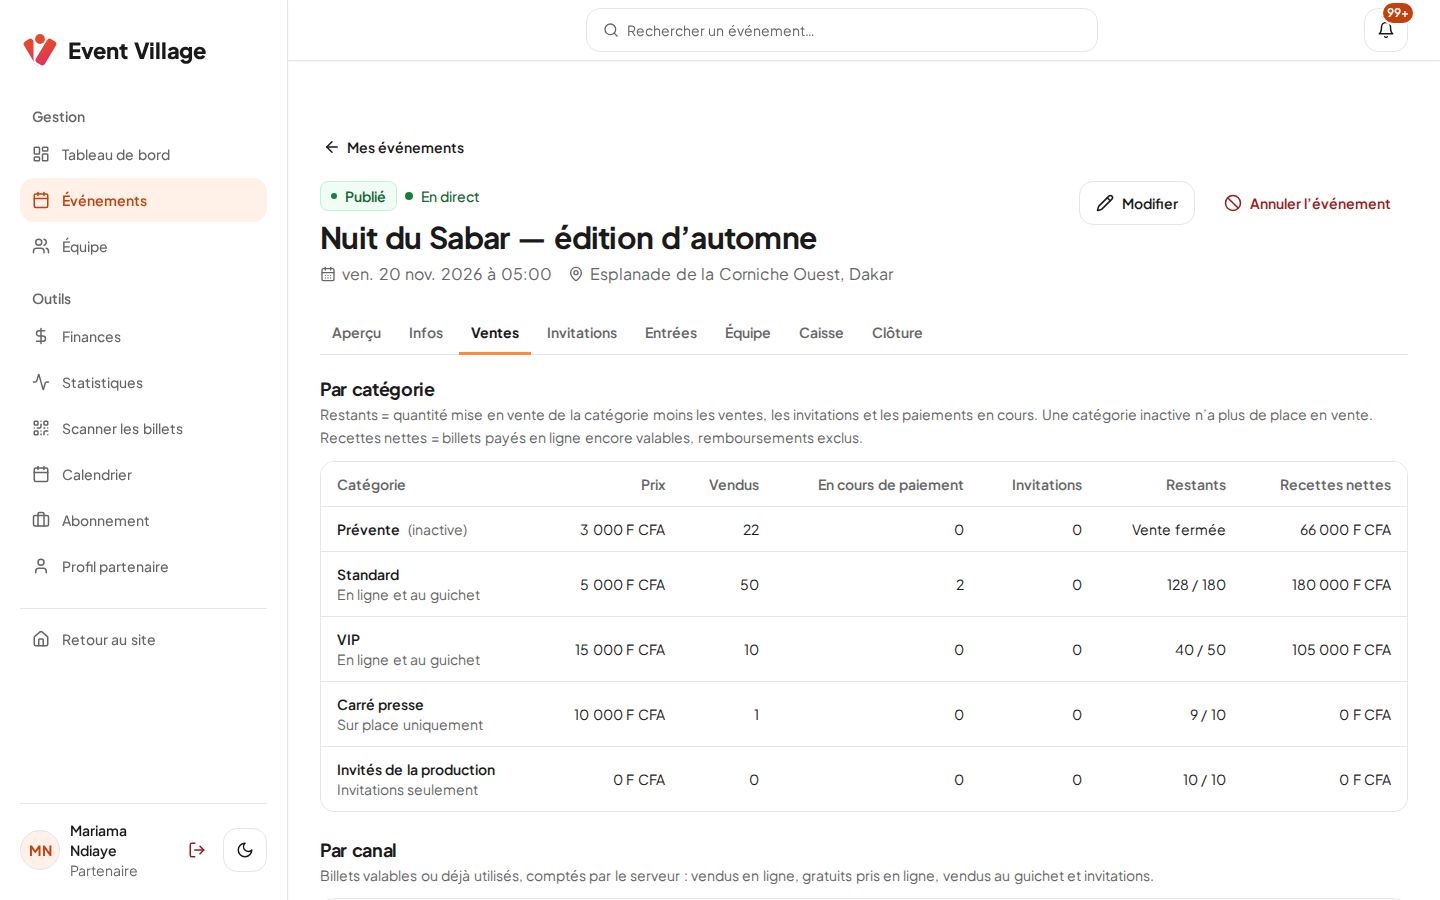 Event Village
Rechercher un événement…
99+
Gestion
Tableau de bord
Événements
Équipe
Outils
Finances
Statistiques
Scanner les billets
Calendrier
Abonnement
Profil partenaire
Retour au site
MN
Mariama Ndiaye
Partenaire
Mes événements
Publié
En direct
Modifier
Annuler l’événement
Nuit du Sabar — édition d’automne
ven. 20 nov. 2026 à 05:00 Esplanade de la Corniche Ouest, Dakar
Aperçu Infos Ventes Invitations Entrées Équipe Caisse Clôture
Par catégorie
Restants = quantité mise en vente de la catégorie moins les ventes, les invitations et les paiements en cours. Une catégorie inactive n’a plus de place en vente.
Recettes nettes = billets payés en ligne encore valables, remboursements exclus.
Catégorie Prix Vendus En cours de paiement Invitations Restants Recettes nettes
Prévente (inactive) 3 000 F CFA 22 0 0 Vente fermée 66 000 F CFA
Standard
En ligne et au guichet 5 000 F CFA 50 2 0 128 / 180 180 000 F CFA
VIP
En ligne et au guichet 15 000 F CFA 10 0 0 40 / 50 105 000 F CFA
Carré presse
Sur place uniquement 10 000 F CFA 1 0 0 9 / 10 0 F CFA
Invités de la production
Invitations seulement 0 F CFA 0 0 0 10 / 10 0 F CFA
Par canal
Billets valables ou déjà utilisés, comptés par le serveur : vendus en ligne, gratuits pris en ligne, vendus au guichet et invitations.